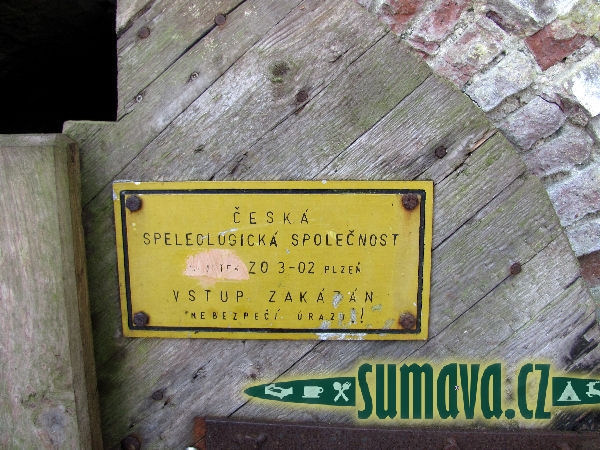 ČESKÁ
SPELEOLOGICKÁ SPOLEČNOST
ZO 3-02 PLZEŇ
VSTUP ZAKÁZÁN
NEBEZPEČÍ ÚRAZU!!
sumava.cz